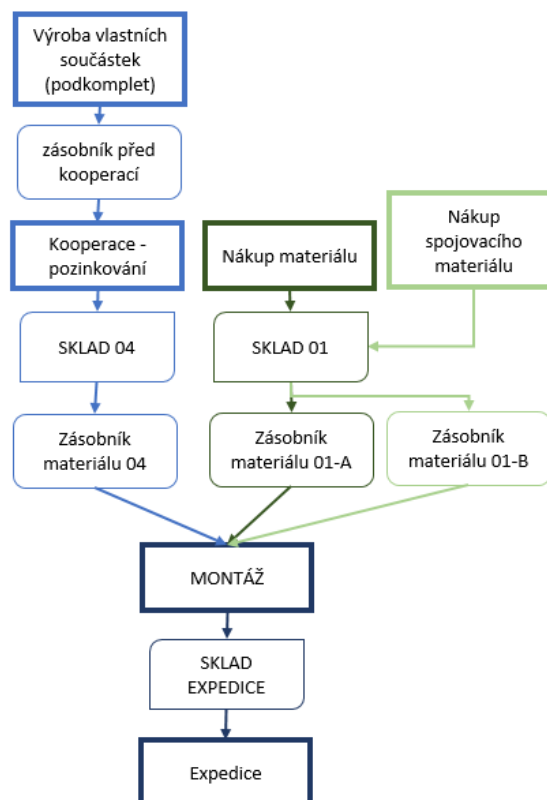 Výroba vlastních
součástek
(podkomplet)
zásobník před
kooperací
Kooperace -
pozinkování
Nákup materiálu
Nákup
spojovacího
materiálu
SKLAD 04
SKLAD 01
Zásobník
materiálu 04
Zásobník
materiálu 01-A
Zásobník
materiálu 01-B
MONTÁŽ
SKLAD
EXPEDICE
Expedice